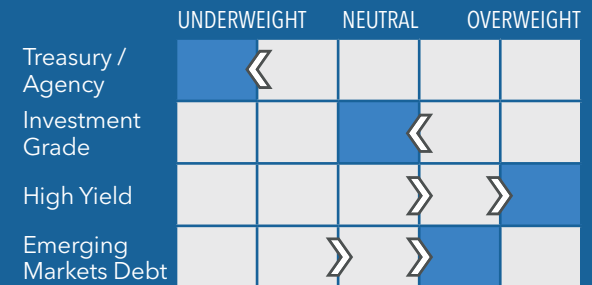 UNDERWEIGHT NEUTRAL OVERWEIGHT
Treasury /
Agency
Investment
Grade
High Yield
Emerging
Markets Debt